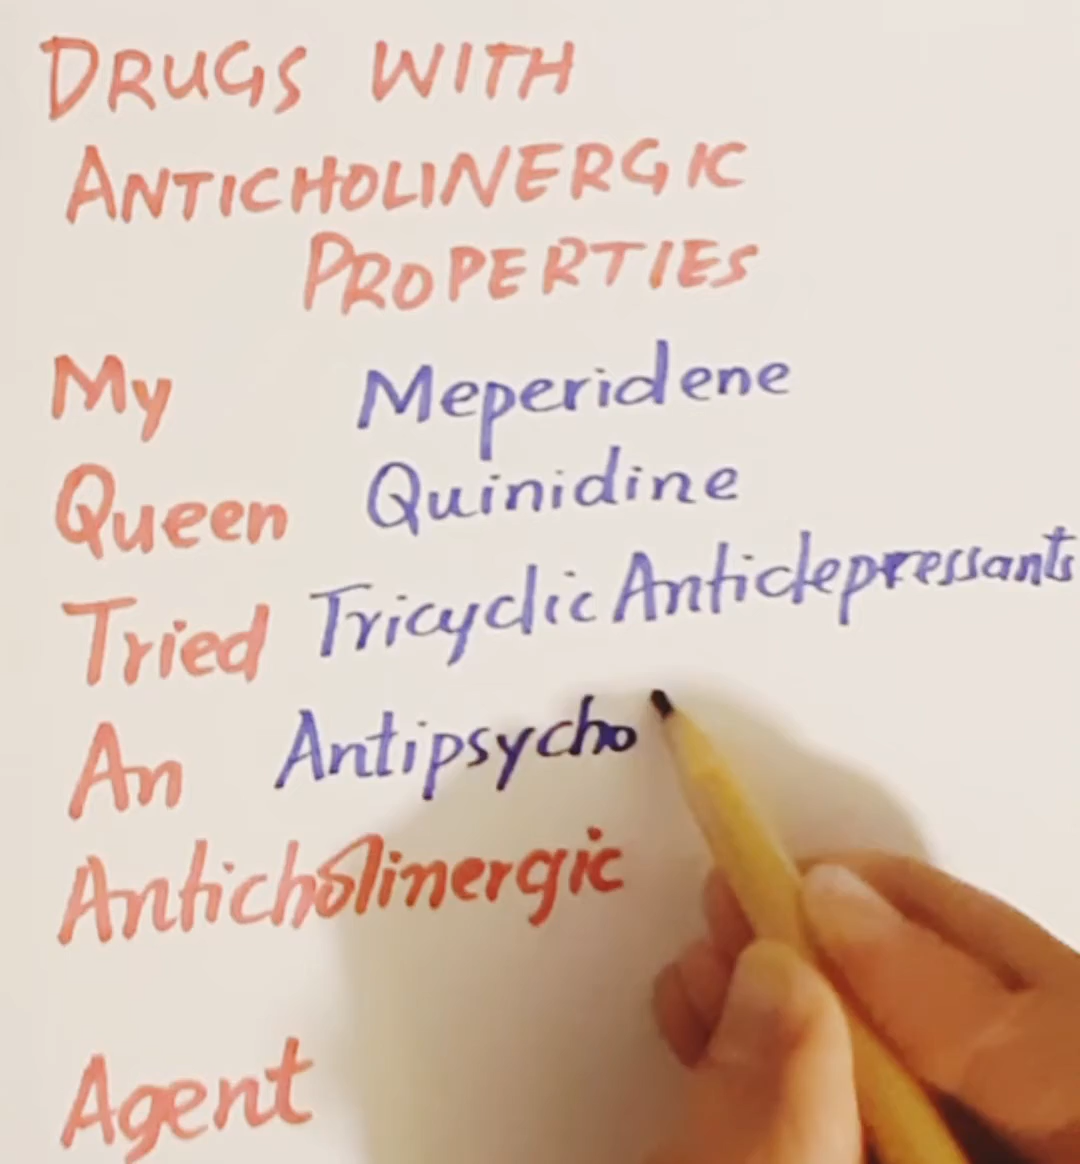 DRUGS WITH
ANTICHOLINERGIC
PROPERTIES
My Meperidene
Queen Quinidine
Tried Tricyclic Antidepressants
An Antipsycho
Anticholinergic
Agent